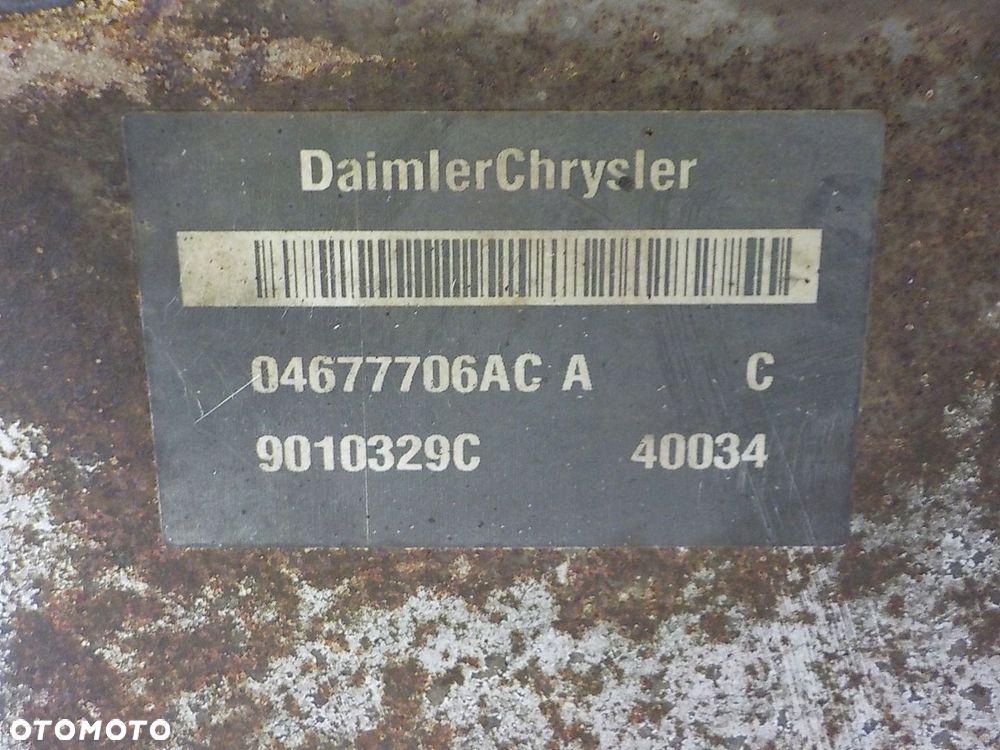 DaimlerChrysler
04677706AC A C
9010329C 40034
OTOMOTO